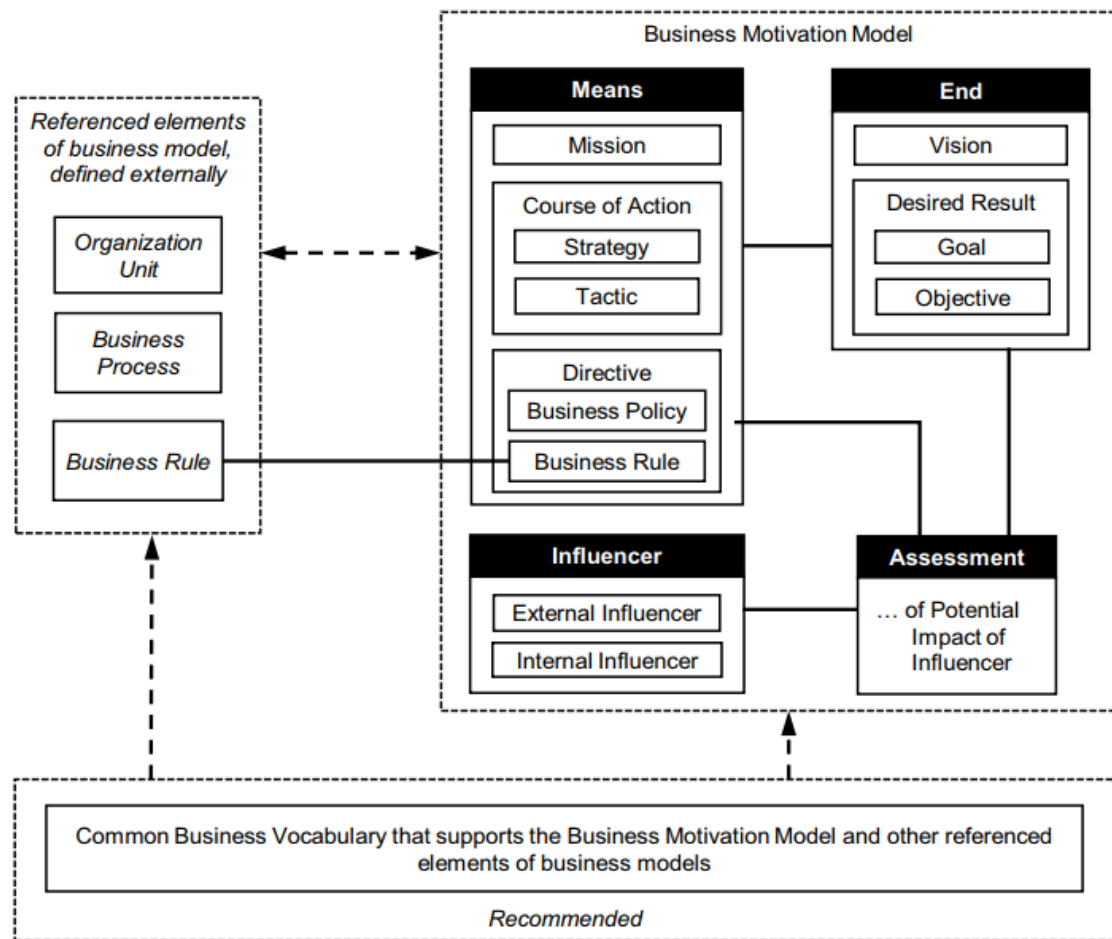 Business Motivation Model
Referenced elements
of business model,
defined externally
Organization
Unit
Business
Process
Business Rule
Means
Mission
Course of Action
Strategy
Tactic
Directive
Business Policy
Business Rule
End
Vision
Desired Result
Goal
Objective
Influencer
External Influencer
Internal Influencer
Assessment
… of Potential
Impact of
Influencer
Common Business Vocabulary that supports the Business Motivation Model and other referenced
elements of business models
Recommended